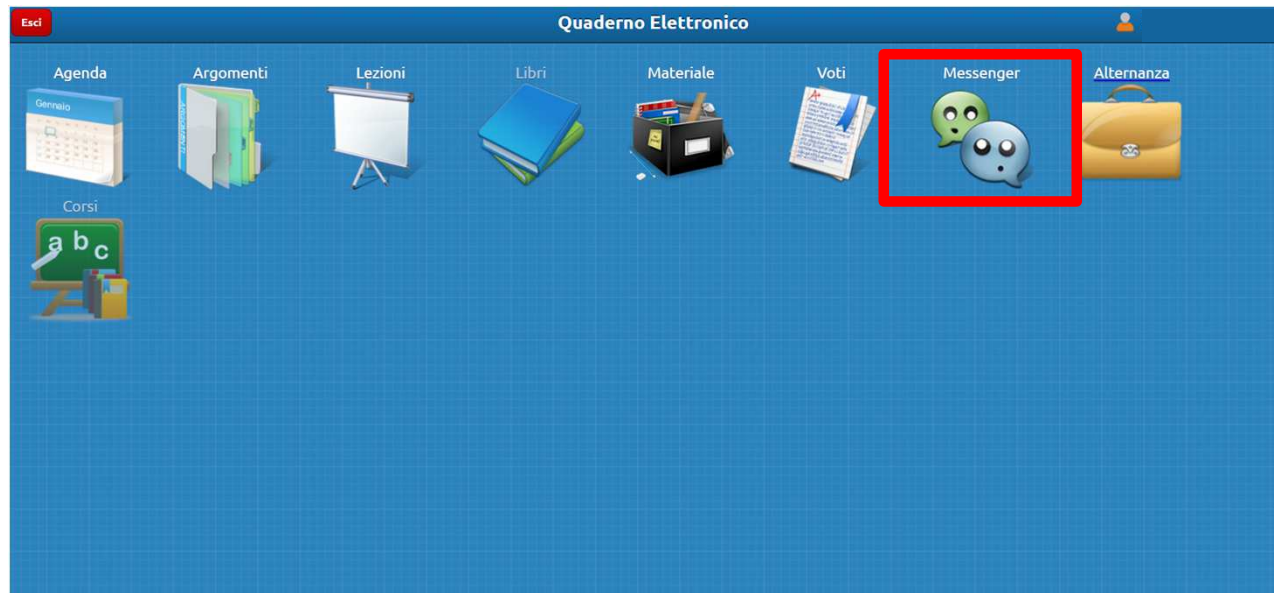 Esci
Quaderno Elettronico
Agenda
Argomenti
Lezioni
Libri
Materiale
Voti
Messenger
Alternanza
Gennaio
A+
Corsi
a b c